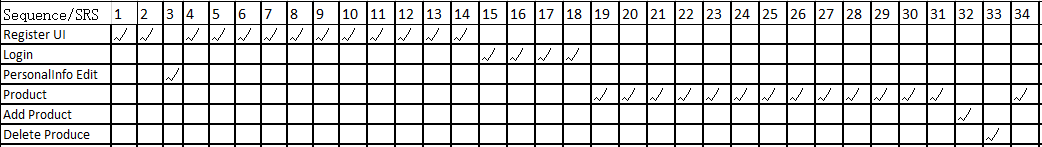 Sequence/SRS 1 2 3 4 5 6 7 8 9 10 11 12 13 14 15 16 17 18 19 20 21 22 23 24 25 26 27 28 29 30 31 32 33 34
Register UI ✓ ✓ ✓ ✓ ✓ ✓ ✓ ✓ ✓ ✓ ✓ ✓ ✓
Login ✓ ✓ ✓ ✓
PersonalInfo Edit ✓
Product ✓ ✓ ✓ ✓ ✓ ✓ ✓ ✓ ✓ ✓ ✓ ✓ ✓ ✓
Add Product ✓
Delete Produce ✓